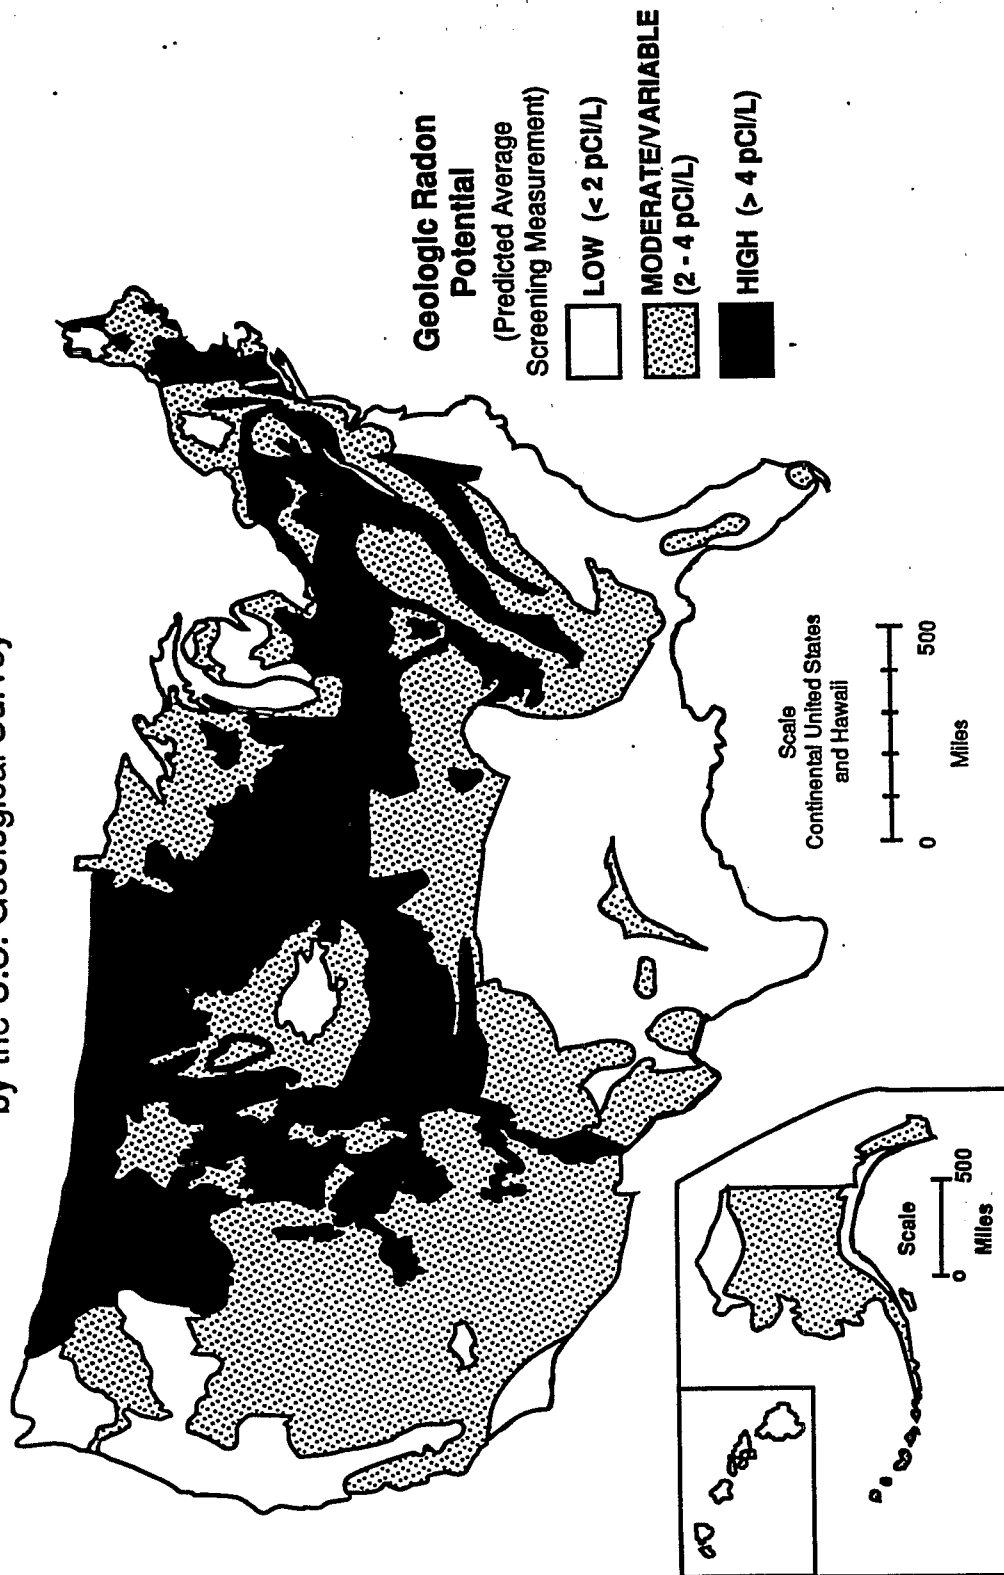 by the U.S. Geological Survey
Geologic Radon
Potential
(Predicted Average
Screening Measurement)
LOW (< 2 pCi/L)
MODERATE/VARIABLE
(2 - 4 pCi/L)
HIGH (> 4 pCi/L)
Scale
Continental United States
and Hawaii
0 500
Miles
Scale
0 500
Miles